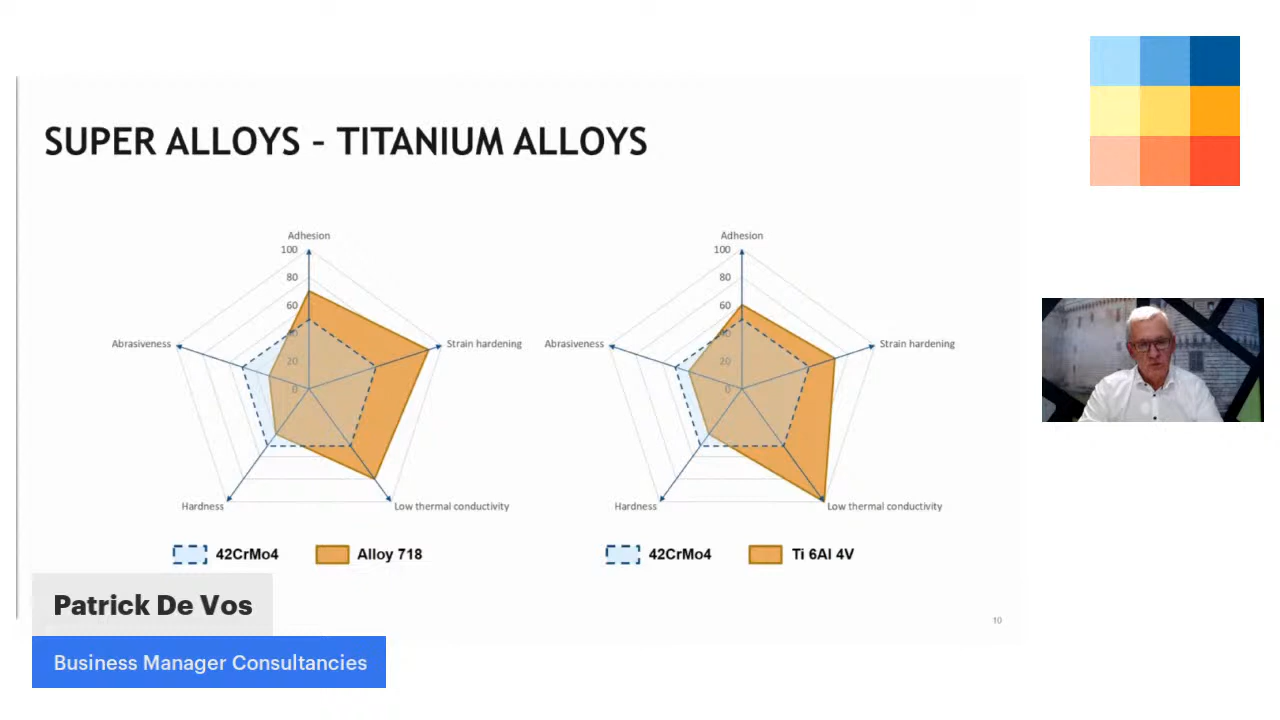 SUPER ALLOYS – TITANIUM ALLOYS
Adhesion
100
80
60
40
20
0
Abrasiveness
Strain hardening
Hardness
Low thermal conductivity
42CrMo4
Alloy 718
Adhesion
100
80
60
40
20
0
Abrasiveness
Strain hardening
Hardness
Low thermal conductivity
42CrMo4
Ti 6Al 4V
Patrick De Vos
10
Business Manager Consultancies